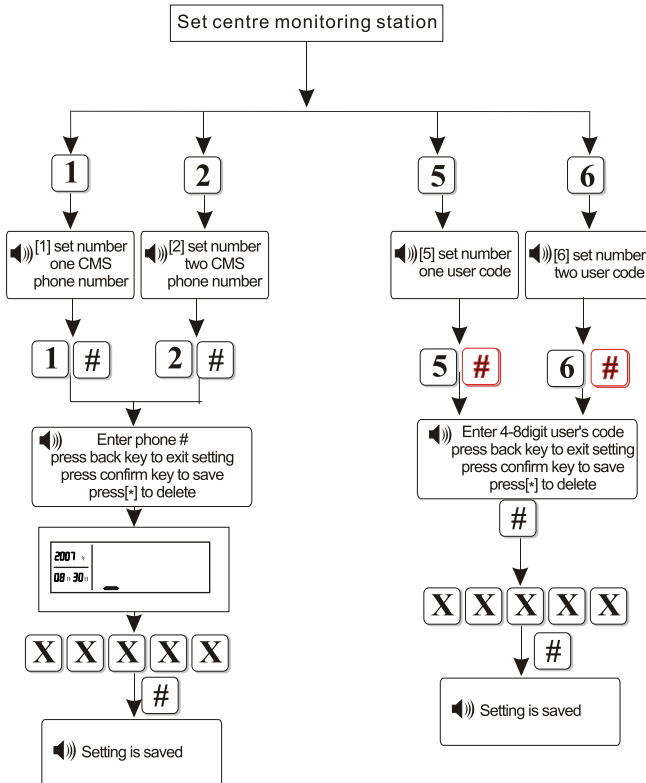 Set centre monitoring station
1
2
5
6
[1] set number
one CMS
phone number
[2] set number
two CMS
phone number
[5] set number
one user code
[6] set number
two user code
1 #
2 #
5 #
6 #
Enter phone #
press back key to exit setting
press confirm key to save
press[*] to delete
Enter 4-8digit user's code
press back key to exit setting
press confirm key to save
press[*] to delete
#
2007
08 30
X X X X X
#
Setting is saved
X X X X X
#
Setting is saved